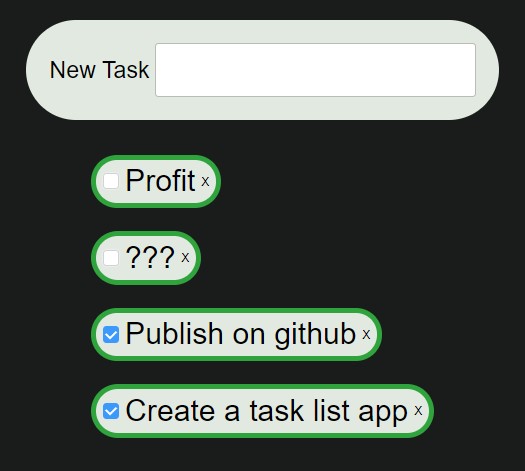 New Task
Profit x
??? x
Publish on github x
Create a task list app x